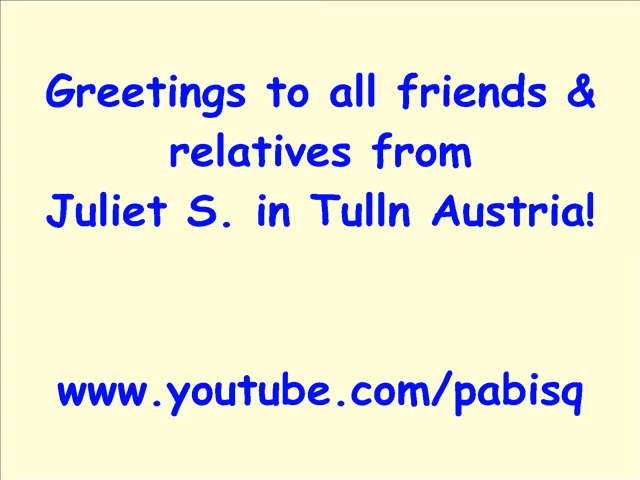 Greetings to all friends &
relatives from
Juliet S. in Tulln Austria!
www.youtube.com/pabisq